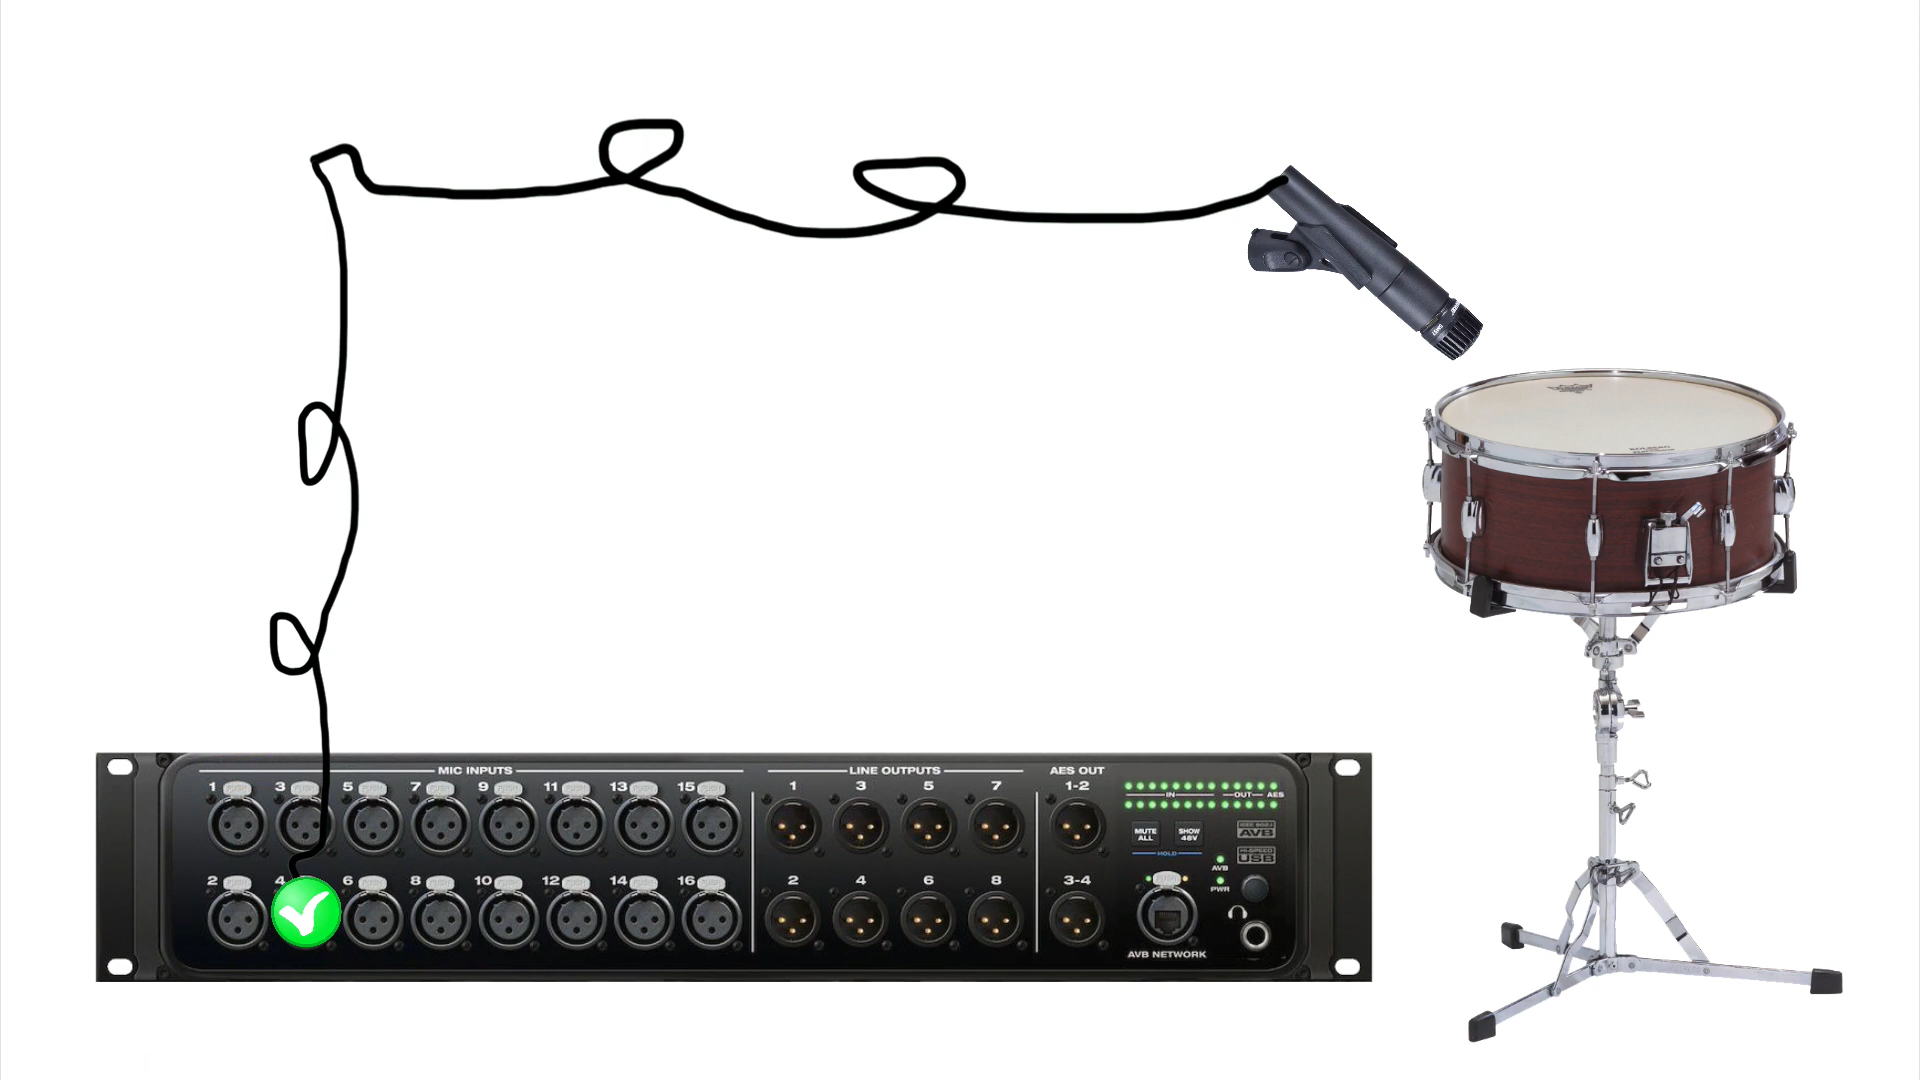 MIC INPUTS
LINE OUTPUTS
AES OUT
1 3 5 7 9 11 13 15
1 3 5 7
1-2
IN
OUT
AES
MUTE ALL
SHOW 48V
HOLD
AVB
HI-SPEED
USB
AVB
PWR
2 4 6 8 10 12 14 16
2 4 6 8
3-4
AVB NETWORK